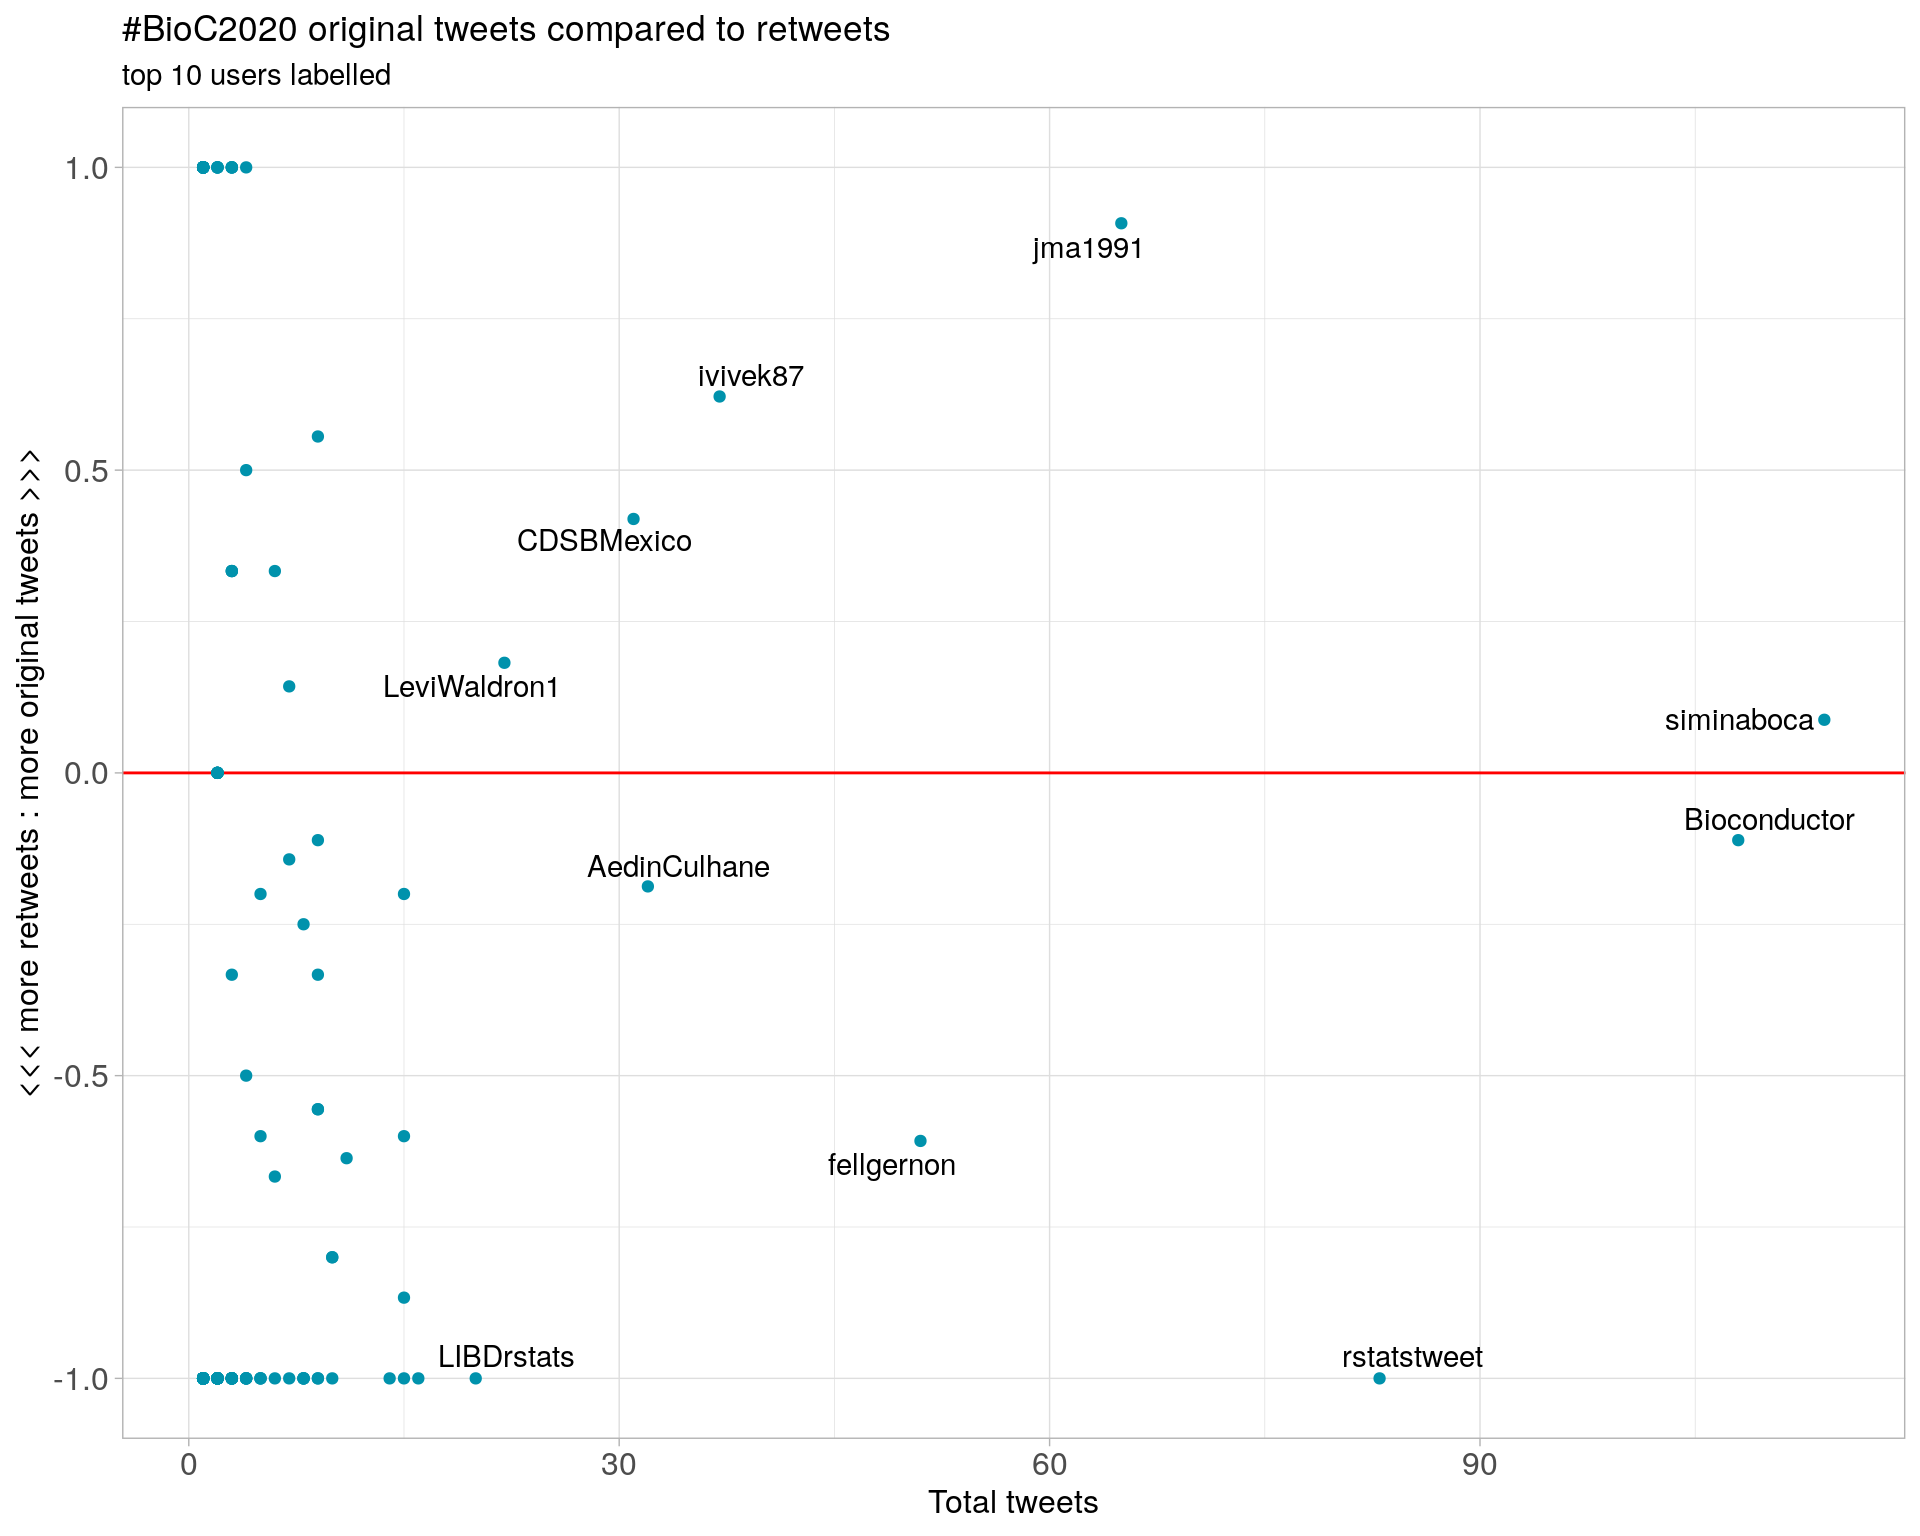 #BioC2020 original tweets compared to retweets
top 10 users labelled
<<< more retweets : more original tweets >>>
1.0
0.5
0.0
-0.5
-1.0
jma1991
ivivek87
CDSBMexico
LeviWaldron1
siminaboca
Bioconductor
AedinCulhane
fellgernon
LIBDrstats
rstatstweet
0
30
60
90
Total tweets